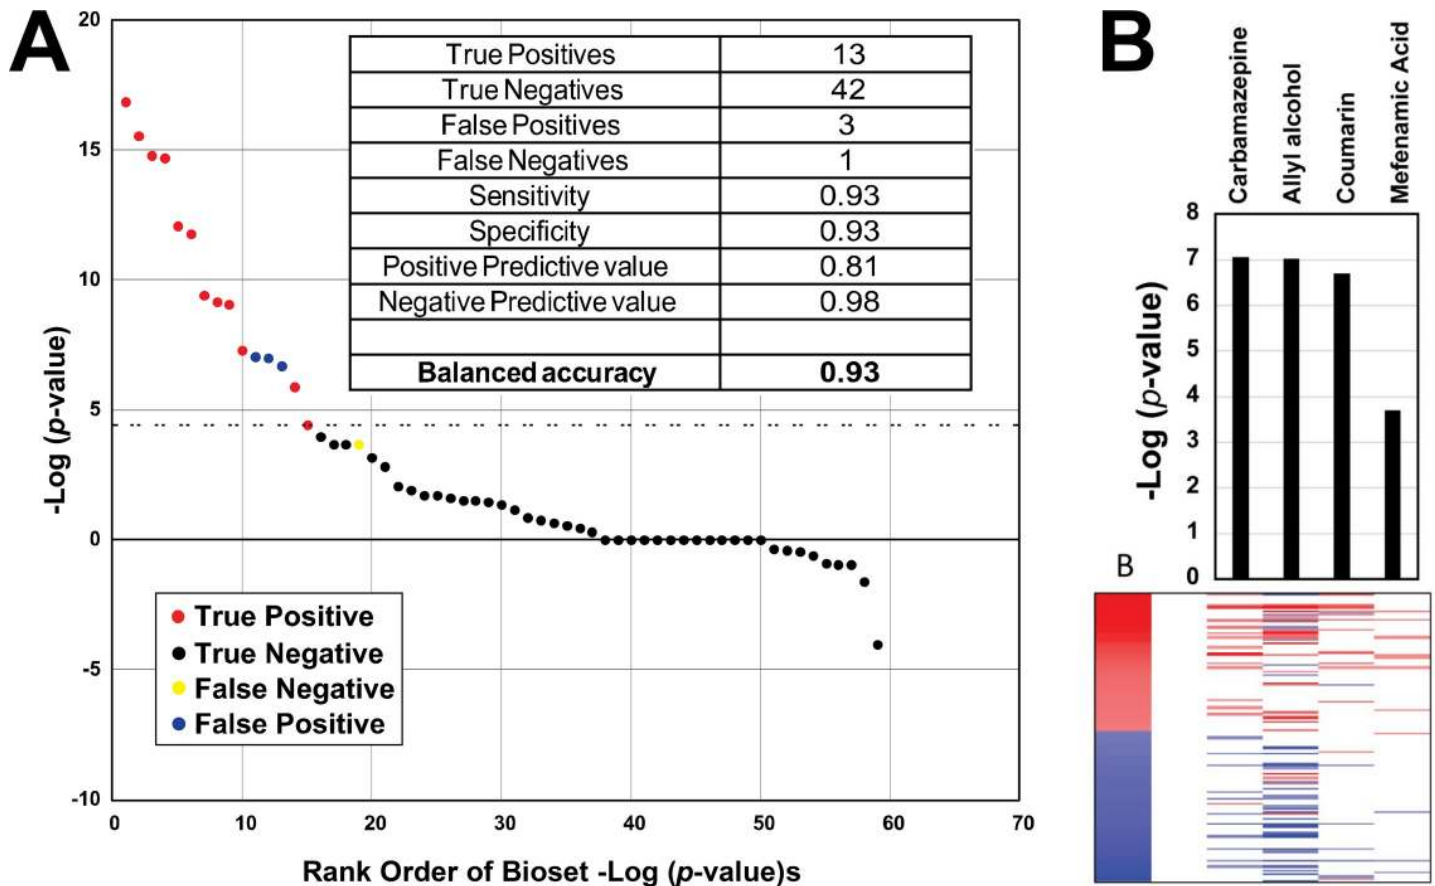 A
20
15
10
5
0
-5
-10
-Log (p-value)
True Positives 13
True Negatives 42
False Positives 3
False Negatives 1
Sensitivity 0.93
Specificity 0.93
Positive Predictive value 0.81
Negative Predictive value 0.98
Balanced accuracy 0.93
True Positive
True Negative
False Negative
False Positive
0 10 20 30 40 50 60 70
Rank Order of Bioset -Log (p-value)s
B
Carbamazepine
Allyl alcohol
Coumarin
Mefenamic Acid
8
7
6
5
4
3
2
1
0
-Log (p-value)
B